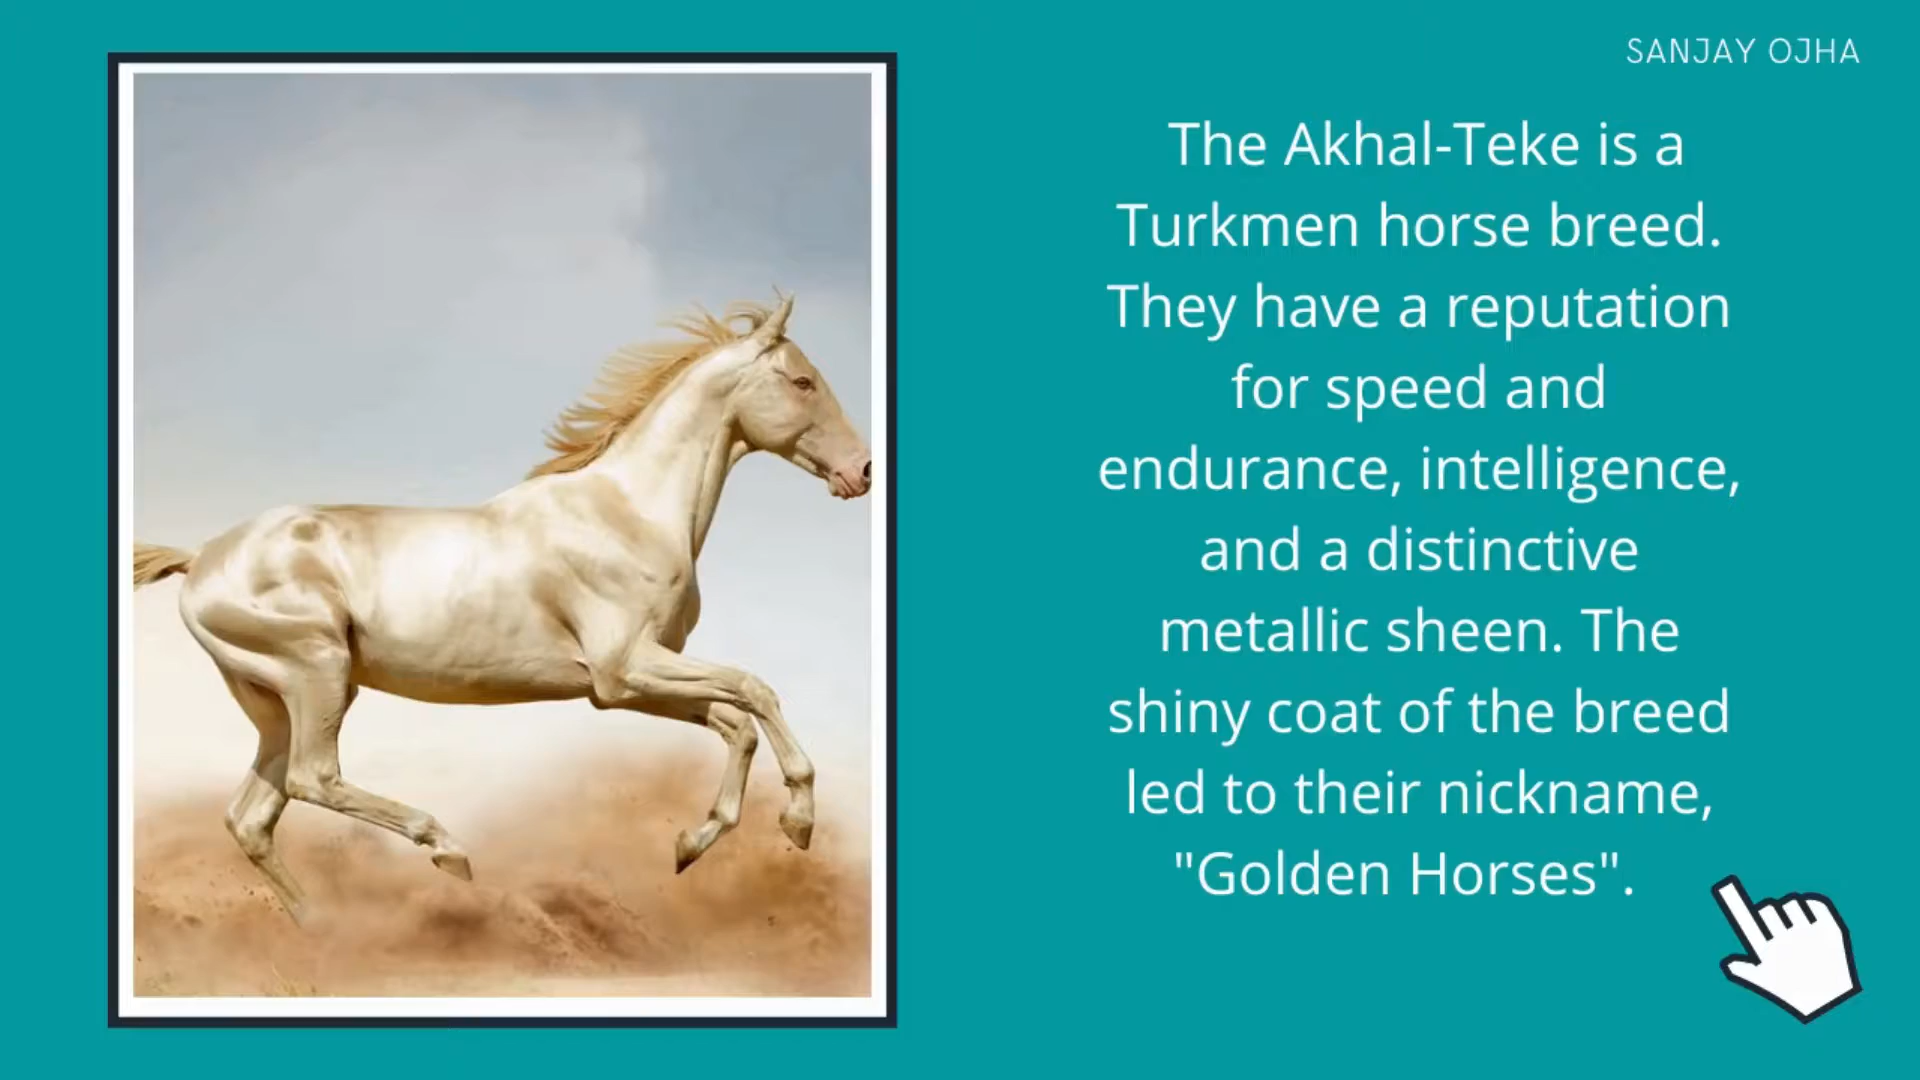 SANJAY OJHA
The Akhal-Teke is a
Turkmen horse breed.
They have a reputation
for speed and
endurance, intelligence,
and a distinctive
metallic sheen. The
shiny coat of the breed
led to their nickname,
"Golden Horses".